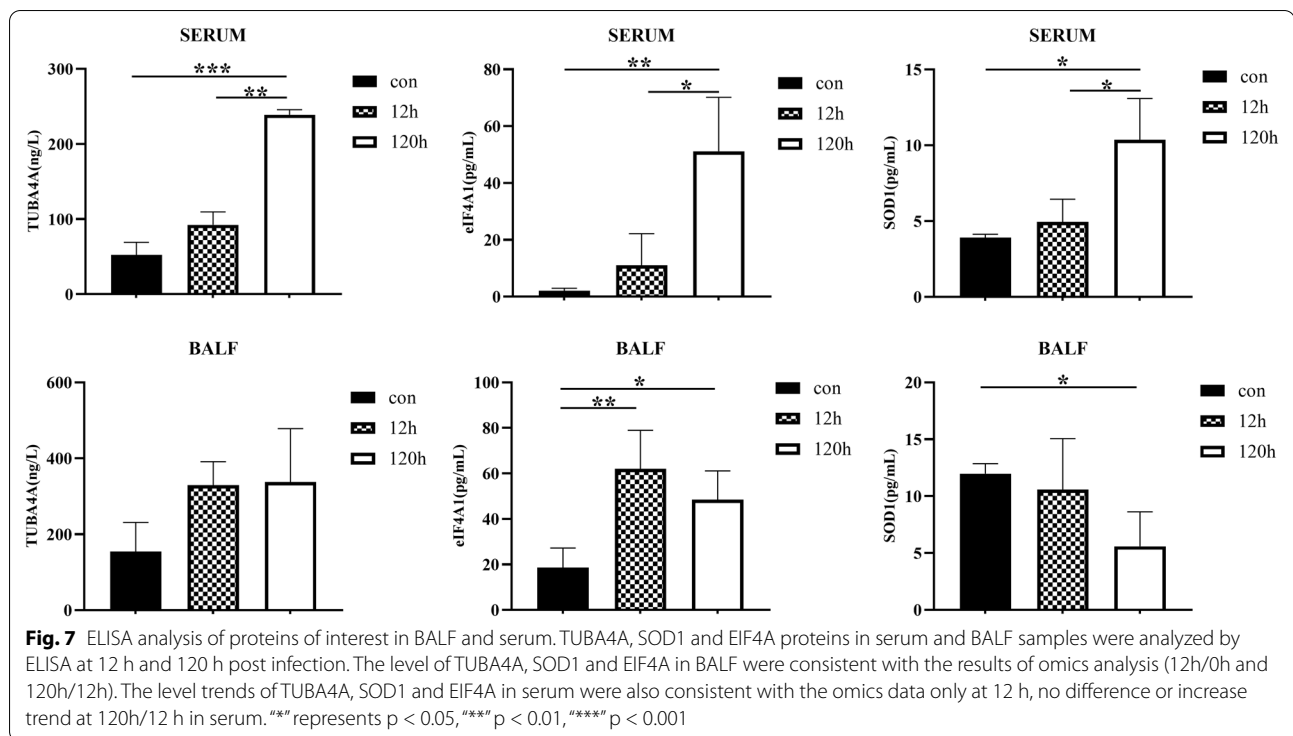 SERUM
TUBA4A(ng/L)
300
200
100
0
***
**
con
12h
120h
SERUM
eIF4A1(pg/mL)
80
60
40
20
0
**
*
con
12h
120h
SERUM
SOD1(pg/mL)
15
10
5
0
*
*
con
12h
120h
BALF
TUBA4A(ng/L)
600
400
200
0
con
12h
120h
BALF
eIF4A1(pg/mL)
100
80
60
40
20
0
*
**
con
12h
120h
BALF
SOD1(pg/mL)
20
15
10
5
0
*
con
12h
120h
Fig. 7 ELISA analysis of proteins of interest in BALF and serum. TUBA4A, SOD1 and EIF4A proteins in serum and BALF samples were analyzed by
ELISA at 12 h and 120 h post infection. The level of TUBA4A, SOD1 and EIF4A in BALF were consistent with the results of omics analysis (12h/0h and
120h/12h). The level trends of TUBA4A, SOD1 and EIF4A in serum were also consistent with the omics data only at 12 h, no difference or increase
trend at 120h/12 h in serum. “*” represents p < 0.05, “**” p < 0.01, “***” p < 0.001